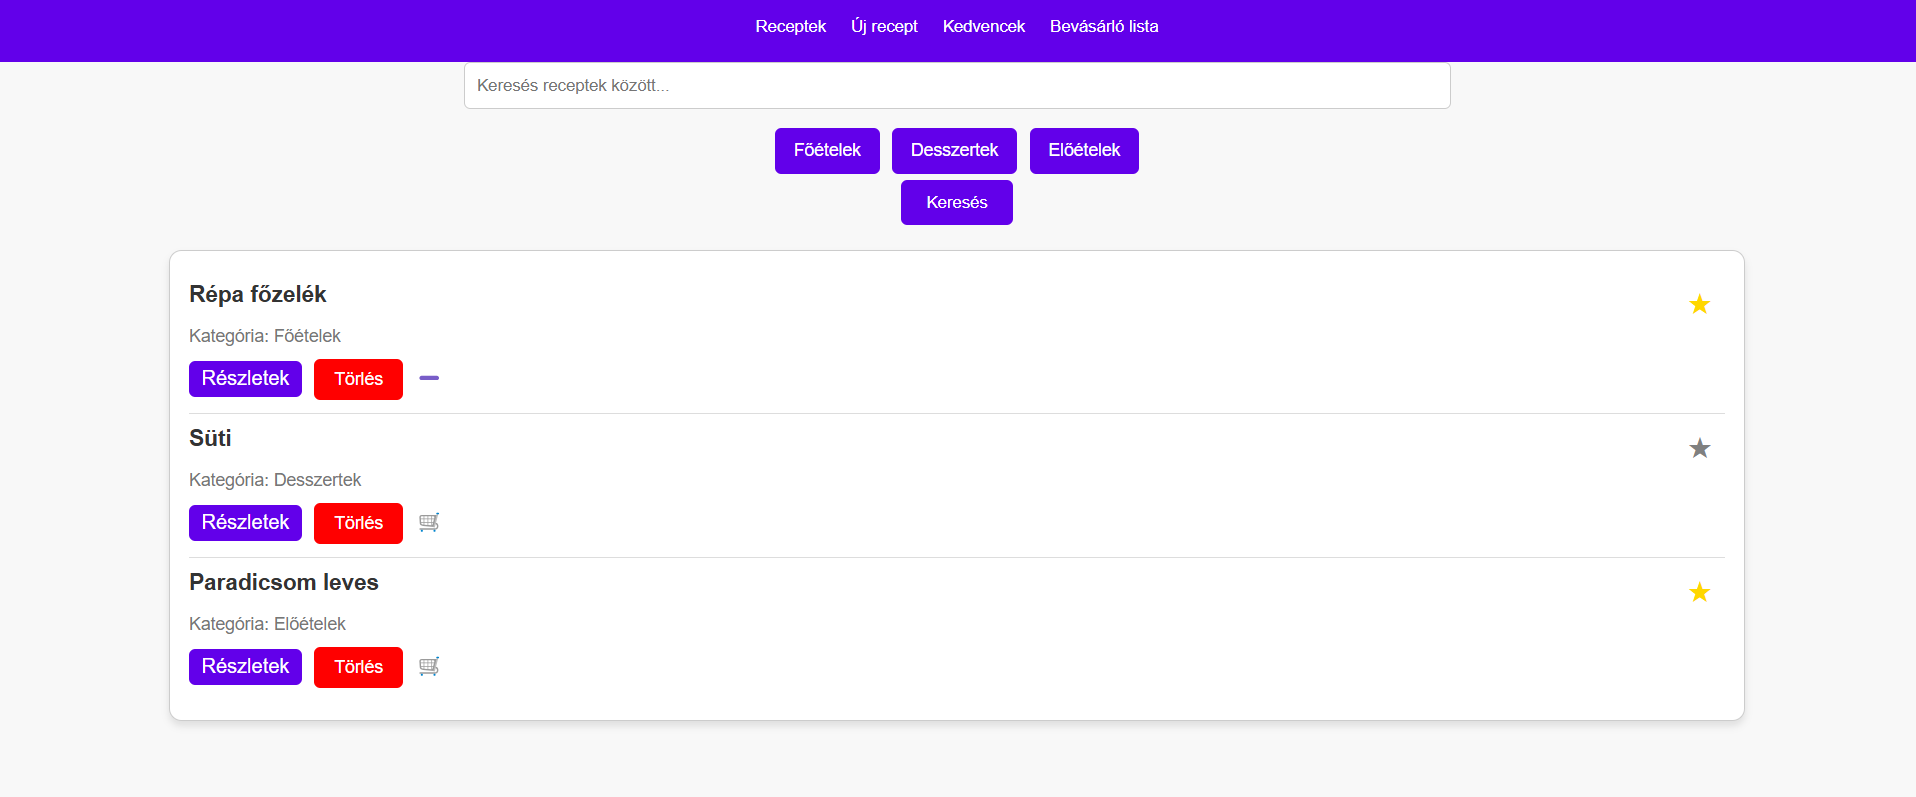 Receptek Új recept Kedvencek Bevásárló lista
Keresés receptek között...
Főételek Desszertek Előételek
Keresés
Répa főzelék
Kategória: Főételek
Részletek Törlés
Süti
Kategória: Desszertek
Részletek Törlés
Paradicsom leves
Kategória: Előételek
Részletek Törlés